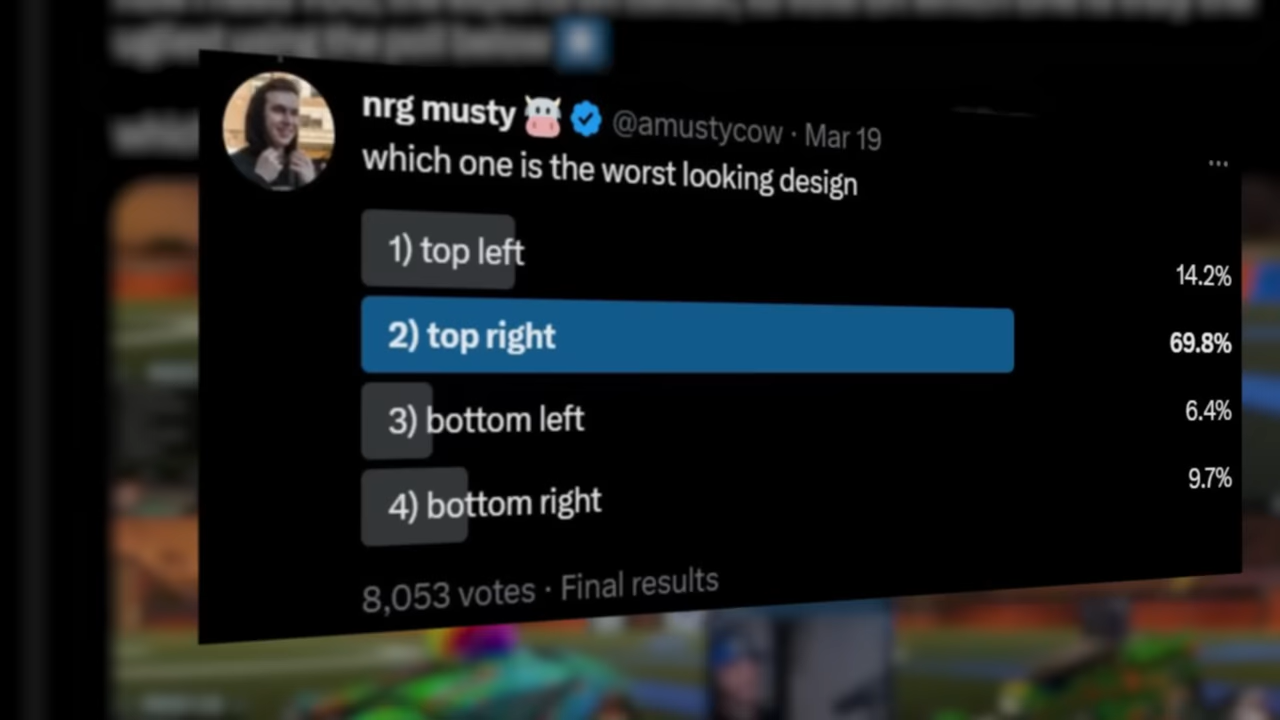 nrg musty 🐮 @amustycow · Mar 19
which one is the worst looking design
1) top left 14.2%
2) top right 69.8%
3) bottom left 6.4%
4) bottom right 9.7%
8,053 votes · Final results